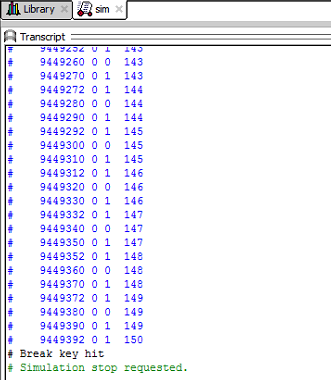 Library
sim
Transcript
# 9449252 0 1 143
# 9449260 0 0 143
# 9449270 0 1 143
# 9449272 0 1 144
# 9449280 0 0 144
# 9449290 0 1 144
# 9449292 0 1 145
# 9449300 0 0 145
# 9449310 0 1 145
# 9449312 0 1 146
# 9449320 0 0 146
# 9449330 0 1 146
# 9449332 0 1 147
# 9449340 0 0 147
# 9449350 0 1 147
# 9449352 0 1 148
# 9449360 0 0 148
# 9449370 0 1 148
# 9449372 0 1 149
# 9449380 0 0 149
# 9449390 0 1 149
# 9449392 0 1 150
# Break key hit
# Simulation stop requested.